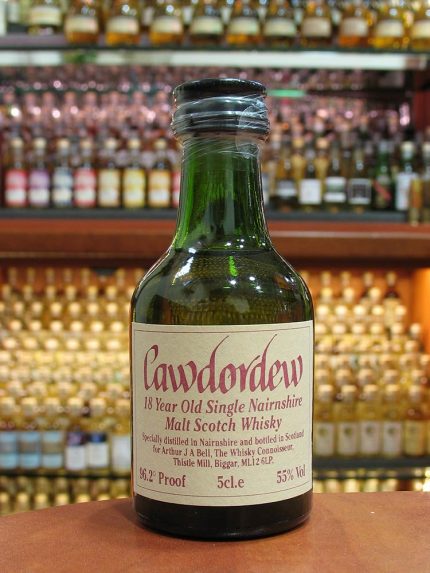 Cawdordew
18 Year Old Single Nairnshire
Malt Scotch Whisky
Specially distilled in Nairnshire and bottled in Scotland
for Arthur J A Bell, The Whisky Connoisseur,
Thistle Mill, Biggar, ML12 6LP.
96.2° Proof 5cl.e 55% Vol